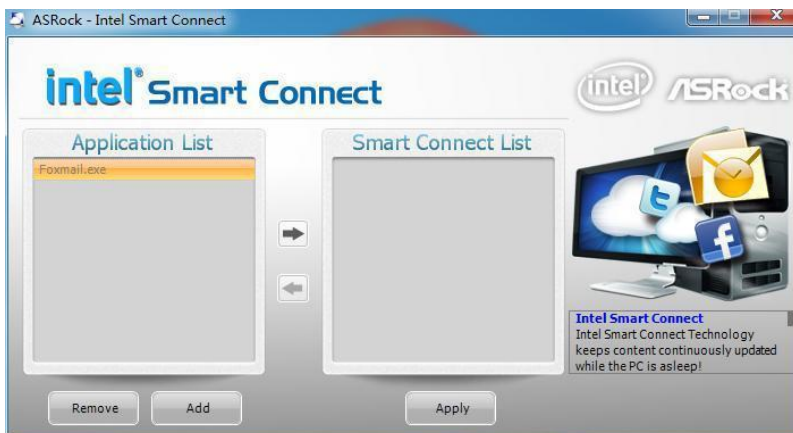 ASRock - Intel Smart Connect
intel® Smart Connect
intel ASRock
Application List
Foxmail.exe
Smart Connect List
Intel Smart Connect
Intel Smart Connect Technology
keeps content continuously updated
while the PC is asleep!
Remove Add Apply